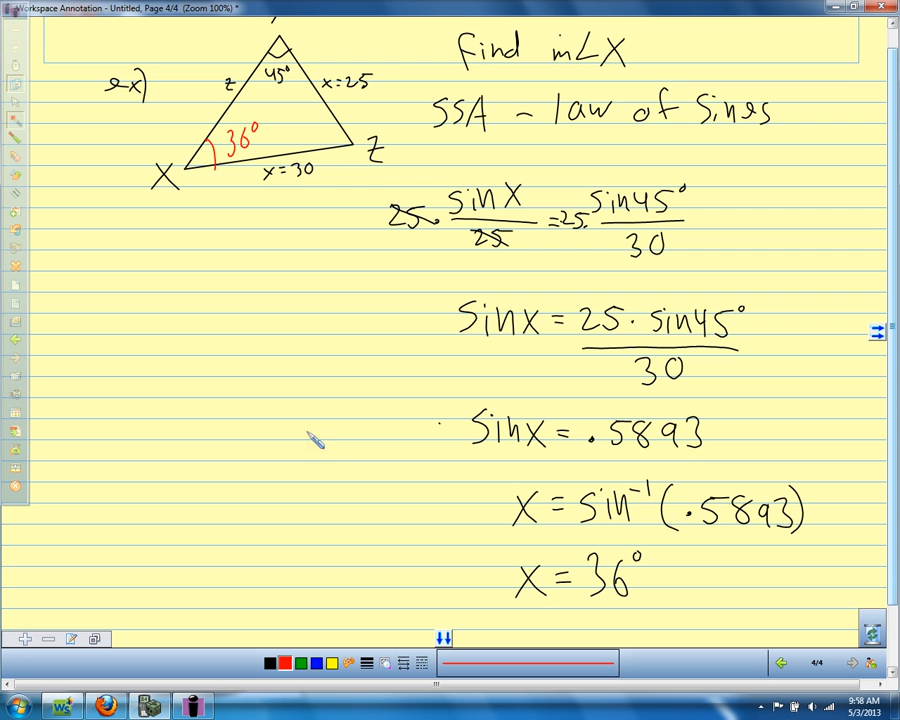 Workspace Annotation - Untitled, Page 4/4 (Zoom 100%) *
find m∠X
ex)
45°
z
x=25
SSA - law of Sines
36°
X
x=30
Z
25 · sinX/25 = 25 · sin45°/30
sinx = 25 · sin45°/30
sinx = .5893
x = sin⁻¹(.5893)
x = 36°
4/4
9:58 AM
5/3/2013